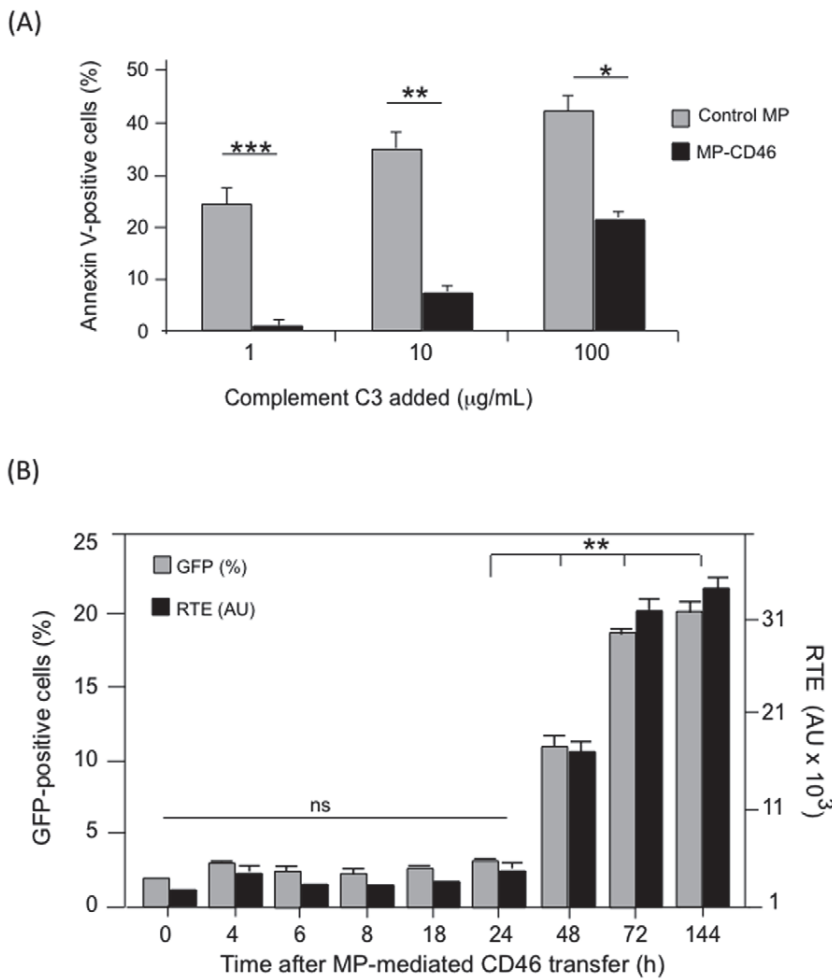 (A)
Annexin V-positive cells (%)
50
40
30
20
10
0
***
**
*
Control MP
MP-CD46
1 10 100
Complement C3 added (μg/mL)
(B)
GFP-positive cells (%)
25
20
15
10
5
0
GFP (%)
RTE (AU)
**
ns
31
21
11
1
RTE (AU x 10³)
0 4 6 8 18 24 48 72 144
Time after MP-mediated CD46 transfer (h)